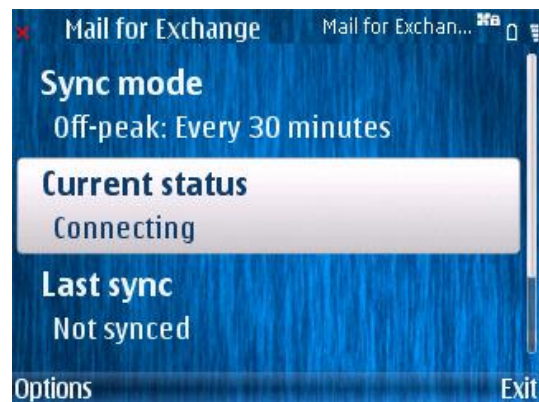 Mail for Exchange
Mail for Exchan...
Sync mode
Off-peak: Every 30 minutes
Current status
Connecting
Last sync
Not synced
Options
Exit